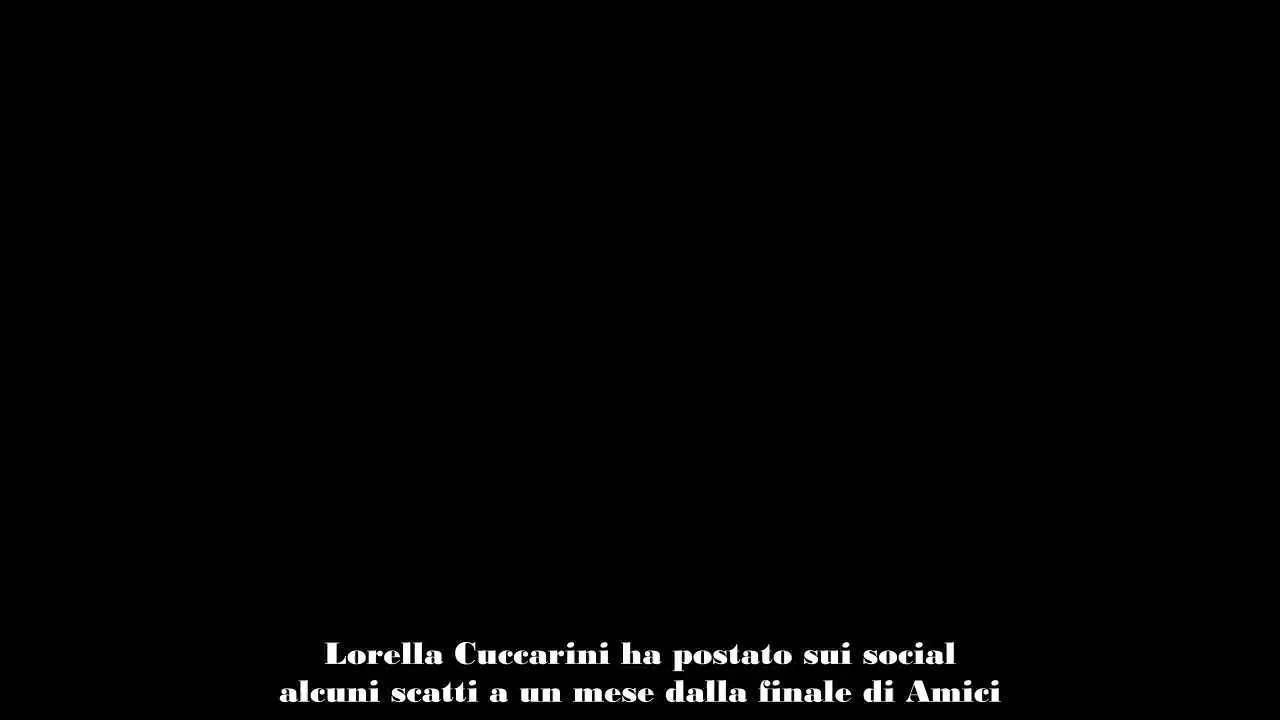 Lorella Cuccarini ha postato sui social
alcuni scatti a un mese dalla finale di Amici